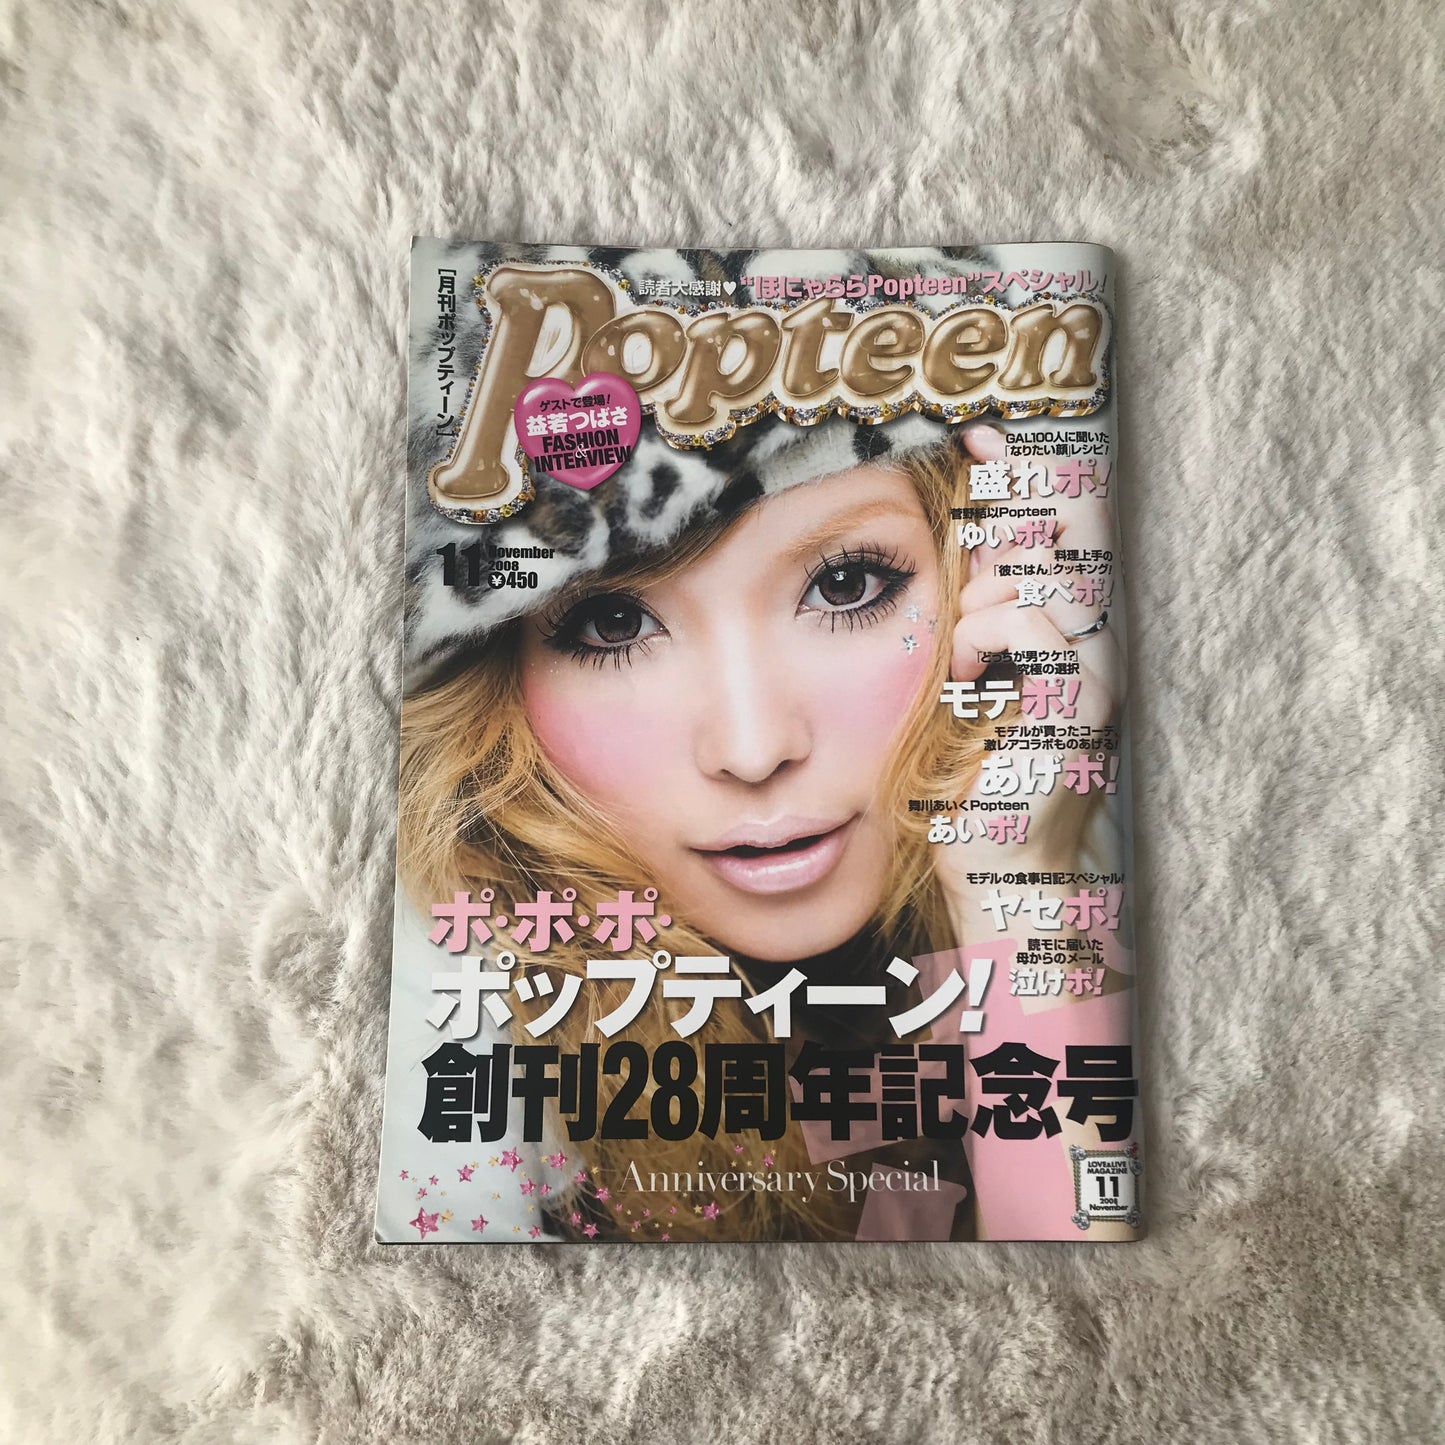 読者大感謝♥“ほにゃららPopteen”スペシャル!
[月刊ポップティーン]
Popteen
ゲストで登場!
益若つばさ
FASHION
&
INTERVIEW
11 November
2008
¥450
GAL100人に聞いた
「なりたい顔」レシピ!
盛れポ!
菅野結以Popteen
ゆいポ!
料理上手の
「彼ごはん」クッキング!
食べポ!
「どっちが男ウケ!?」
究極の選択
モテポ!
モデルが買ったコーデ、
激レアコラボものあげる!
あげポ!
舞川あいくPopteen
あいポ!
モデルの食事日記スペシャル!
ヤセポ!
読モに届いた
母からのメール
泣けポ!
ポ・ポ・ポ・
ポップティーン!
創刊28周年記念号
Anniversary Special
LOVE&LIVE
MAGAZINE
11
2008
November